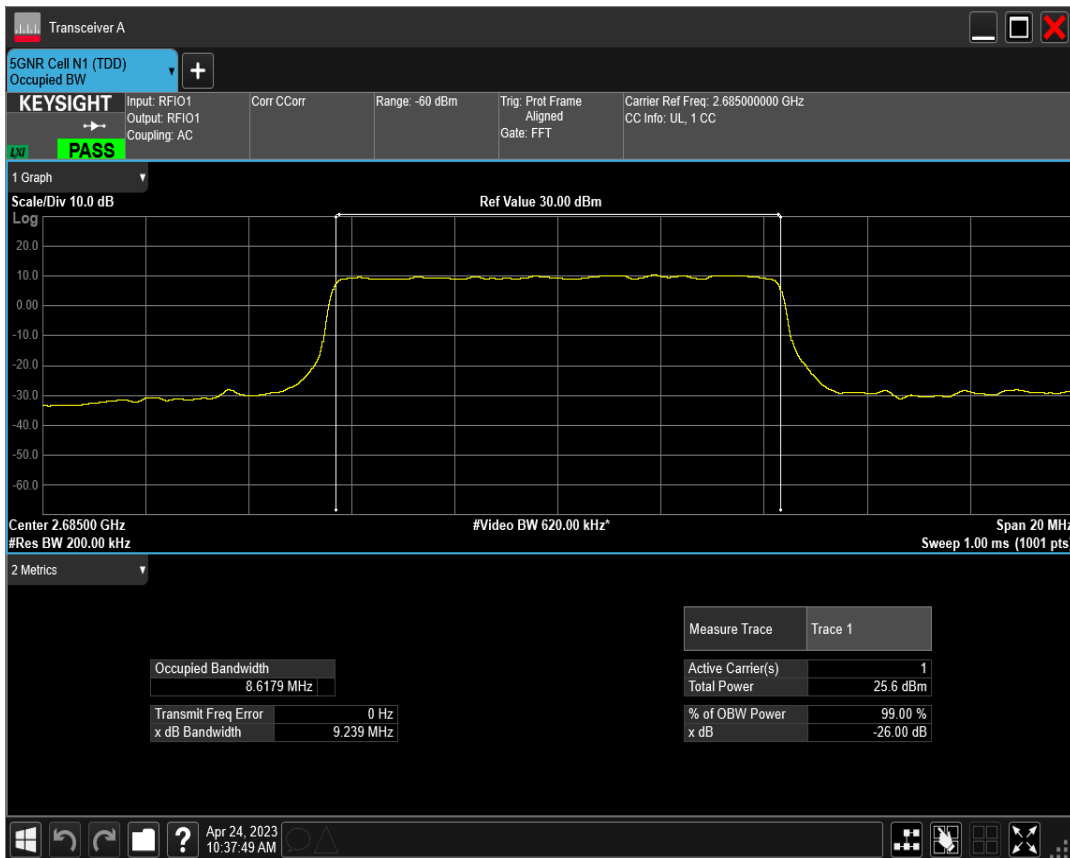 Transceiver A
5GNR Cell N1 (TDD)
Occupied BW
+
KEYSIGHT
LXI
PASS
Input: RFIO1
Output: RFIO1
Coupling: AC
Corr CCorr
Range: -60 dBm
Trig: Prot Frame
Aligned
Gate: FFT
Carrier Ref Freq: 2.685000000 GHz
CC Info: UL, 1 CC
1 Graph
Scale/Div 10.0 dB
Ref Value 30.00 dBm
Log
20.0
10.0
0.00
-10.0
-20.0
-30.0
-40.0
-50.0
-60.0
Center 2.68500 GHz
#Video BW 620.00 kHz*
Span 20 MHz
#Res BW 200.00 kHz
Sweep 1.00 ms (1001 pts)
2 Metrics
Measure Trace Trace 1
Occupied Bandwidth
8.6179 MHz
Active Carrier(s) 1
Total Power 25.6 dBm
Transmit Freq Error 0 Hz
x dB Bandwidth 9.239 MHz
% of OBW Power 99.00 %
x dB -26.00 dB
?
Apr 24, 2023
10:37:49 AM